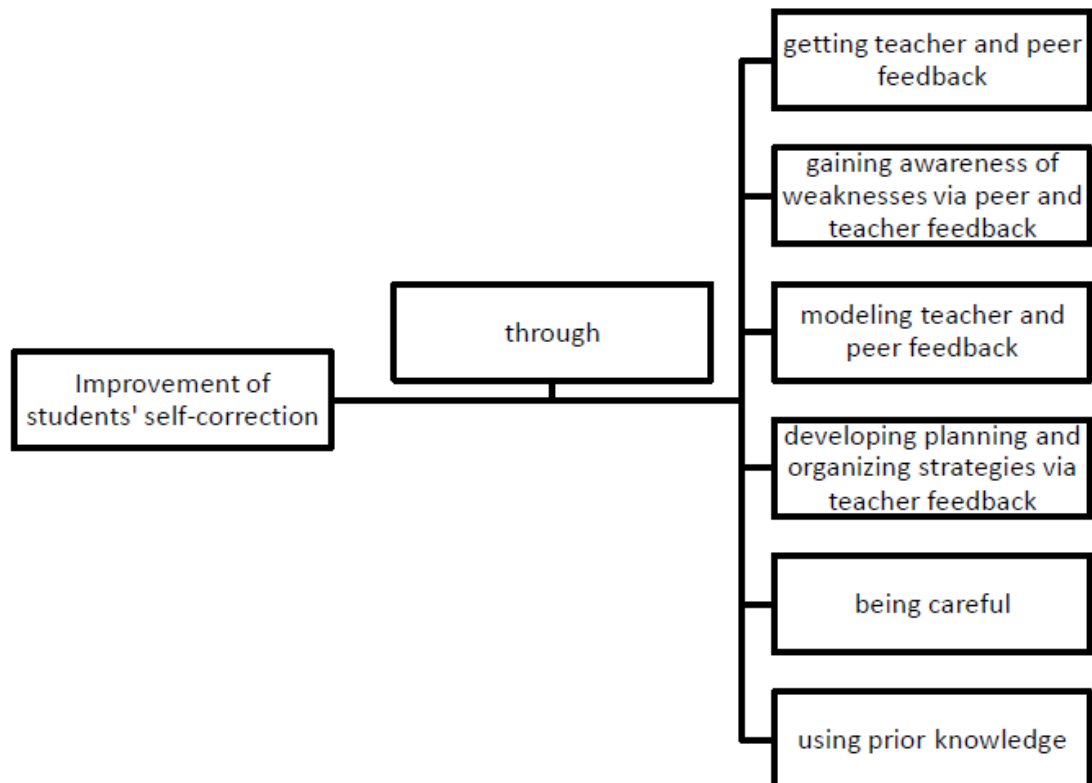 Improvement of
students' self-correction
through
getting teacher and peer
feedback
gaining awareness of
weaknesses via peer and
teacher feedback
modeling teacher and
peer feedback
developing planning and
organizing strategies via
teacher feedback
being careful
using prior knowledge